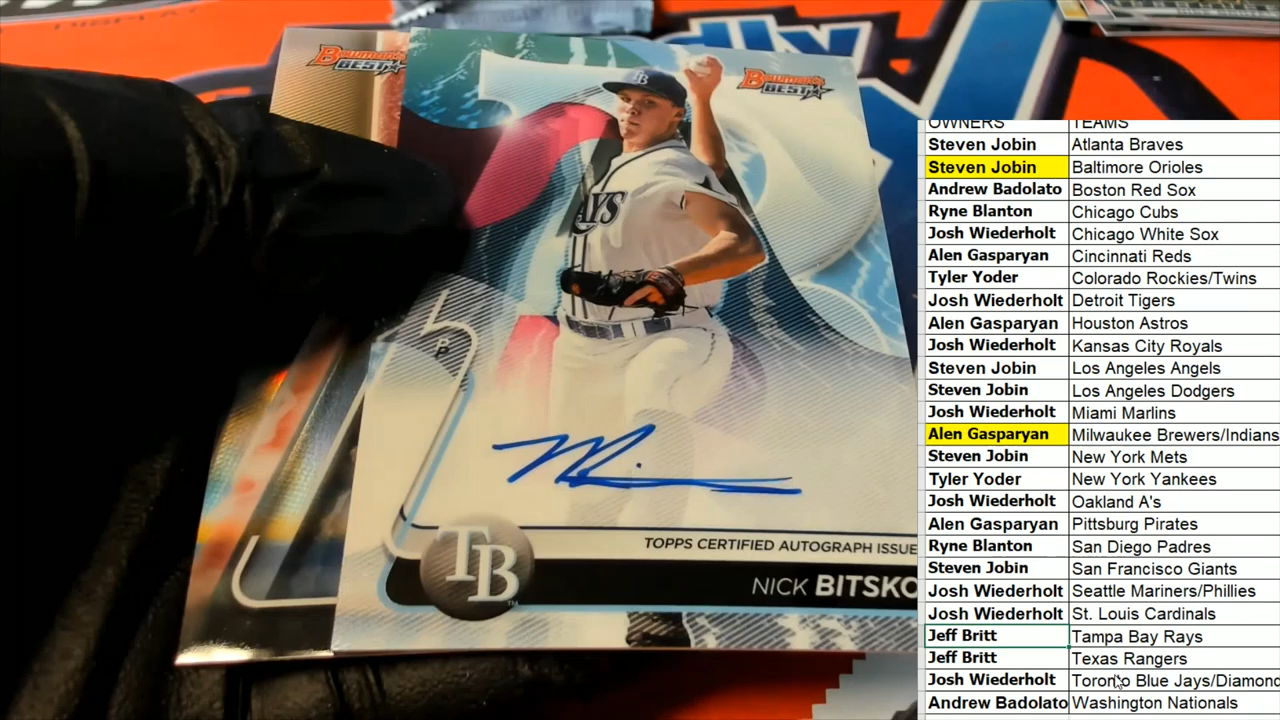 DISPLAY
BOWMAN'S
BEST
BOWMAN'S
BEST
TB
RAYS
P
TB
TOPPS CERTIFIED AUTOGRAPH ISSUE
NICK BITSKO
OWNERS TEAMS
Steven Jobin Atlanta Braves
Steven Jobin Baltimore Orioles
Andrew Badolato Boston Red Sox
Ryne Blanton Chicago Cubs
Josh Wiederholt Chicago White Sox
Alen Gasparyan Cincinnati Reds
Tyler Yoder Colorado Rockies/Twins
Josh Wiederholt Detroit Tigers
Alen Gasparyan Houston Astros
Josh Wiederholt Kansas City Royals
Steven Jobin Los Angeles Angels
Steven Jobin Los Angeles Dodgers
Josh Wiederholt Miami Marlins
Alen Gasparyan Milwaukee Brewers/Indians
Steven Jobin New York Mets
Tyler Yoder New York Yankees
Josh Wiederholt Oakland A's
Alen Gasparyan Pittsburg Pirates
Ryne Blanton San Diego Padres
Steven Jobin San Francisco Giants
Josh Wiederholt Seattle Mariners/Phillies
Josh Wiederholt St. Louis Cardinals
Jeff Britt Tampa Bay Rays
Jeff Britt Texas Rangers
Josh Wiederholt Toronto Blue Jays/Diamond
Andrew Badolato Washington Nationals